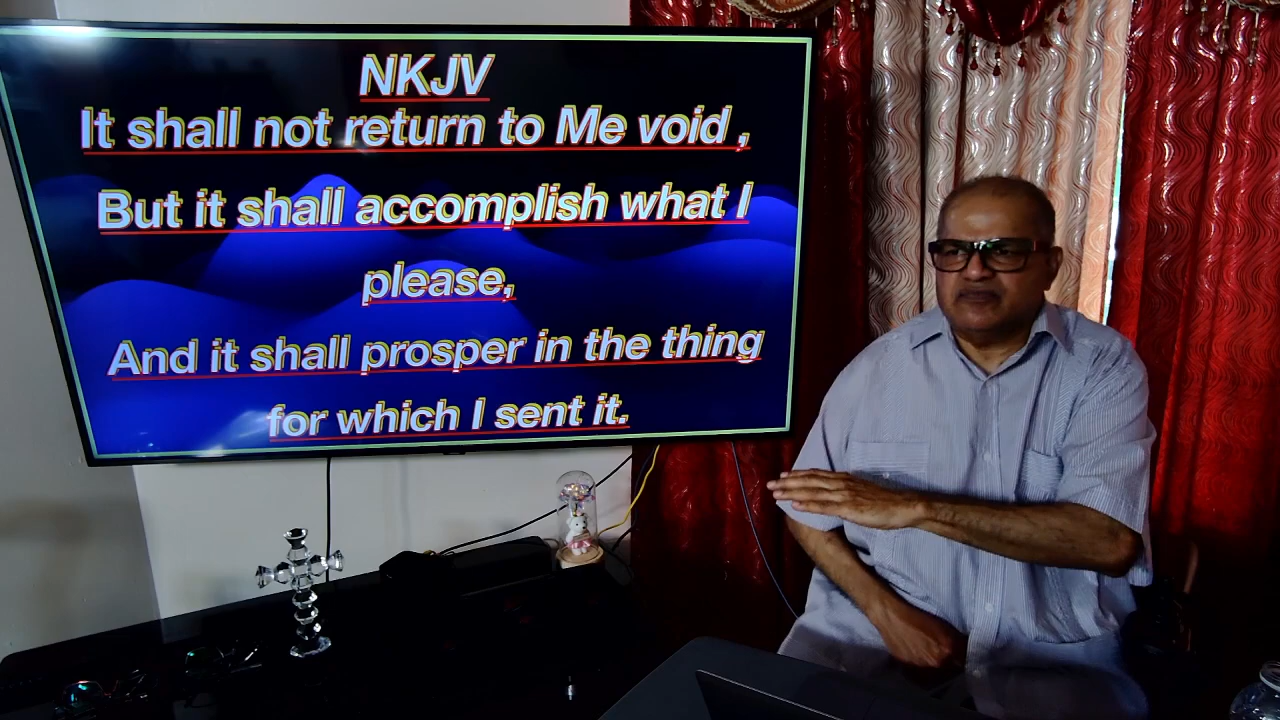 NKJV
It shall not return to Me void ,
But it shall accomplish what I
please,
And it shall prosper in the thing
for which I sent it.